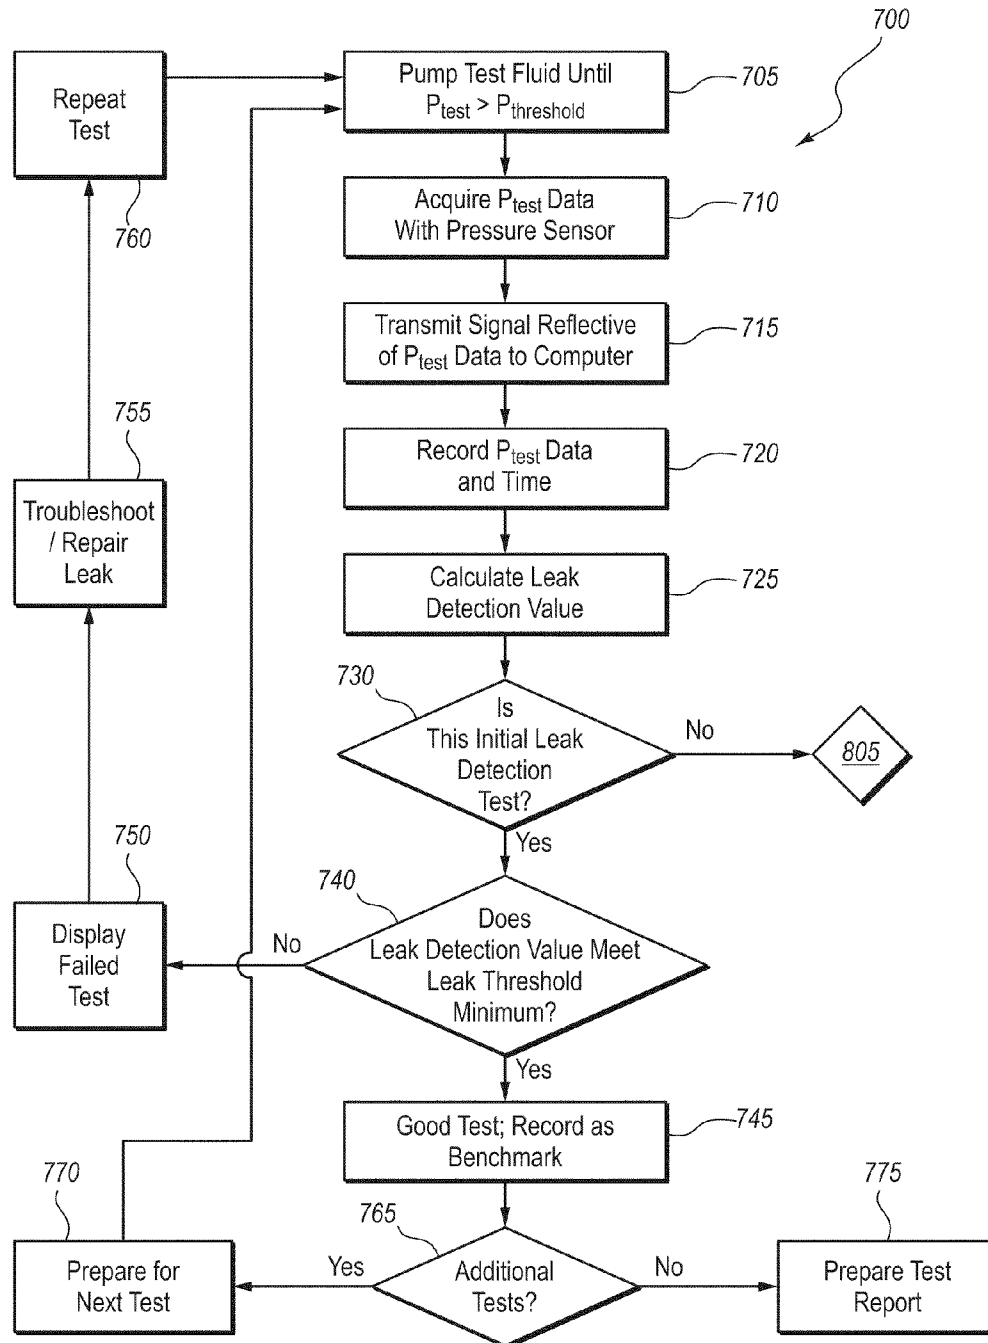 700
Repeat
Test
760
Pump Test Fluid Until
Ptest > Pthreshold
705
Acquire Ptest Data
With Pressure Sensor
710
Transmit Signal Reflective
of Ptest Data to Computer
715
755
Troubleshoot
/ Repair
Leak
Record Ptest Data
and Time
720
Calculate Leak
Detection Value
725
730
Is
This Initial Leak
Detection
Test?
No
805
Yes
750
Display
Failed
Test
No
740
Does
Leak Detection Value Meet
Leak Threshold
Minimum?
Yes
Good Test; Record as
Benchmark
745
770
Prepare for
Next Test
Yes
765
Additional
Tests?
No
775
Prepare Test
Report